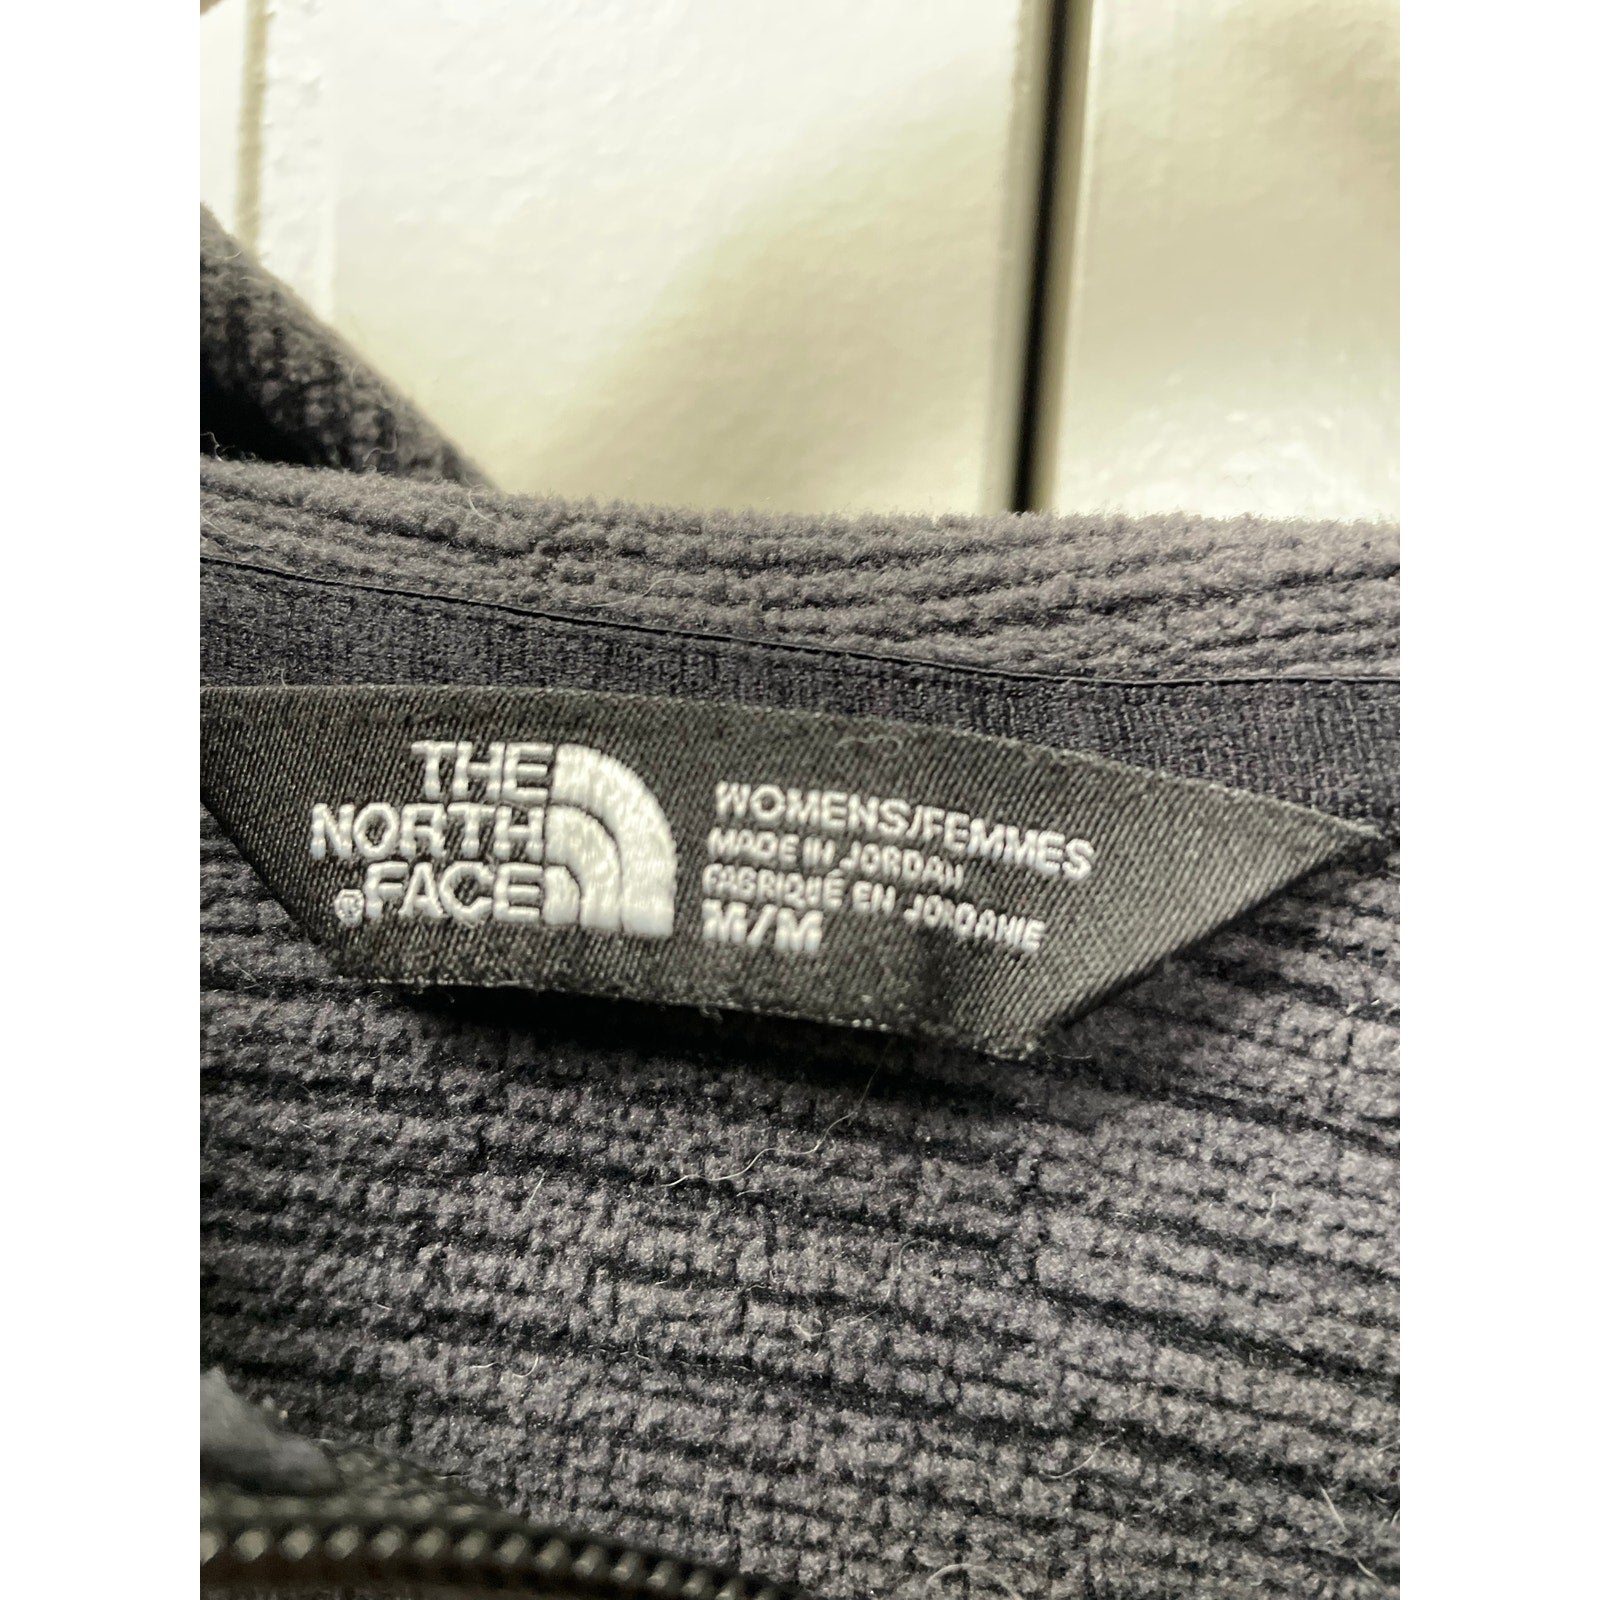 THE
NORTH
®FACE
WOMENS/FEMMES
MADE IN JORDAN
FABRIQUÉ EN JORDANIE
M/M